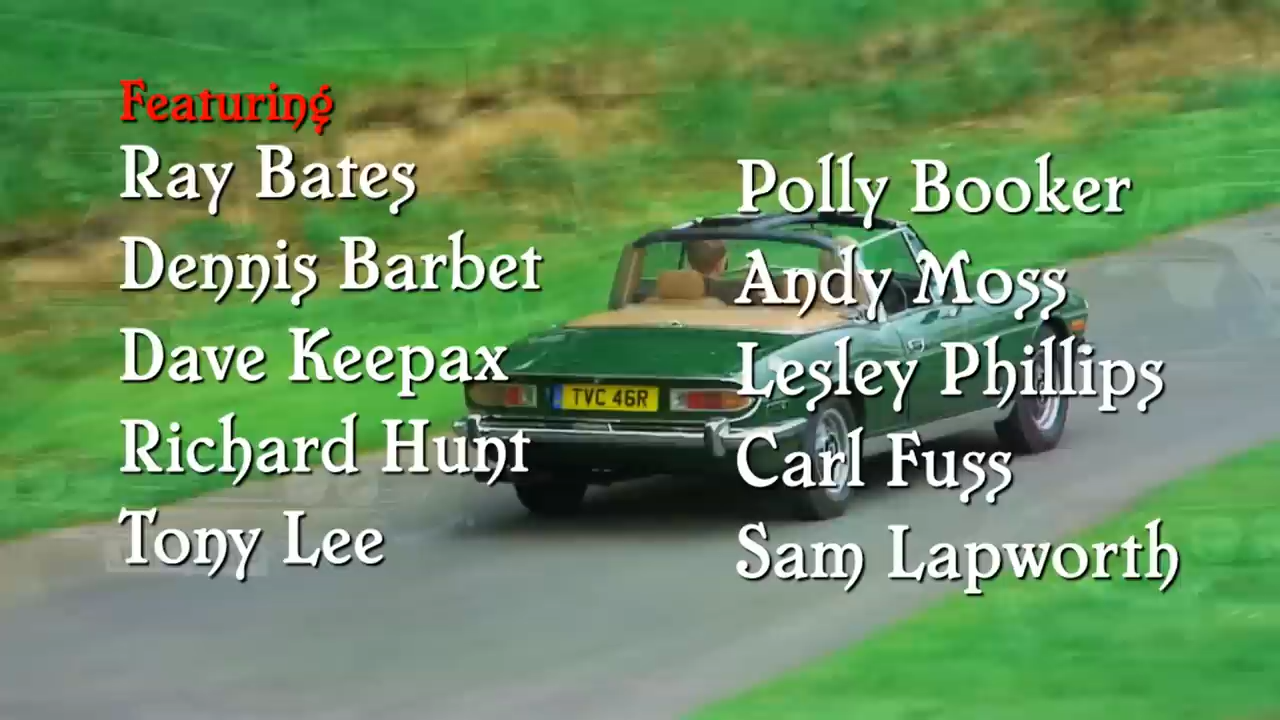 Featuring
Ray Bates
Dennis Barbet
Dave Keepax
Richard Hunt
Tony Lee
Polly Booker
Andy Moss
Lesley Phillips
Carl Fuss
Sam Lapworth
TVC 46R